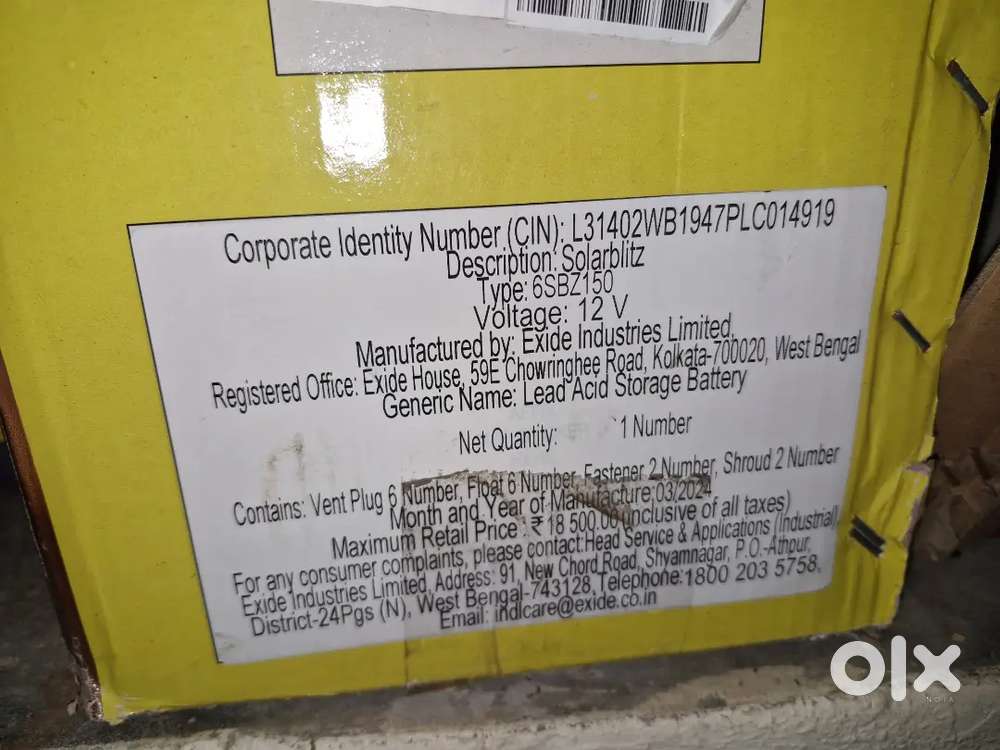 Corporate Identity Number (CIN): L31402WB1947PLC014919
Description: Solarblitz
Type: 6SBZ150
Voltage: 12 V
Manufactured by: Exide Industries Limited,
Registered Office: Exide House, 59E Chowringhee Road, Kolkata-700020, West Bengal
Generic Name: Lead Acid Storage Battery
Net Quantity: 1 Number
Contains: Vent Plug 6 Number, Float 6 Number, Fastener 2 Number, Shroud 2 Number
Month and Year of Manufacture:03/2024
Maximum Retail Price : ₹ 18 500.00 (Inclusive of all taxes)
For any consumer complaints, please contact:Head Service & Applications (Industrial),
Exide Industries Limited, Address: 91, New Chord Road, Shyamnagar, P.O.-Athpur,
District-24Pgs (N), West Bengal-743128,Telephone:1800 203 5758,
Email: indlcare@exide.co.in
olx
INDIA